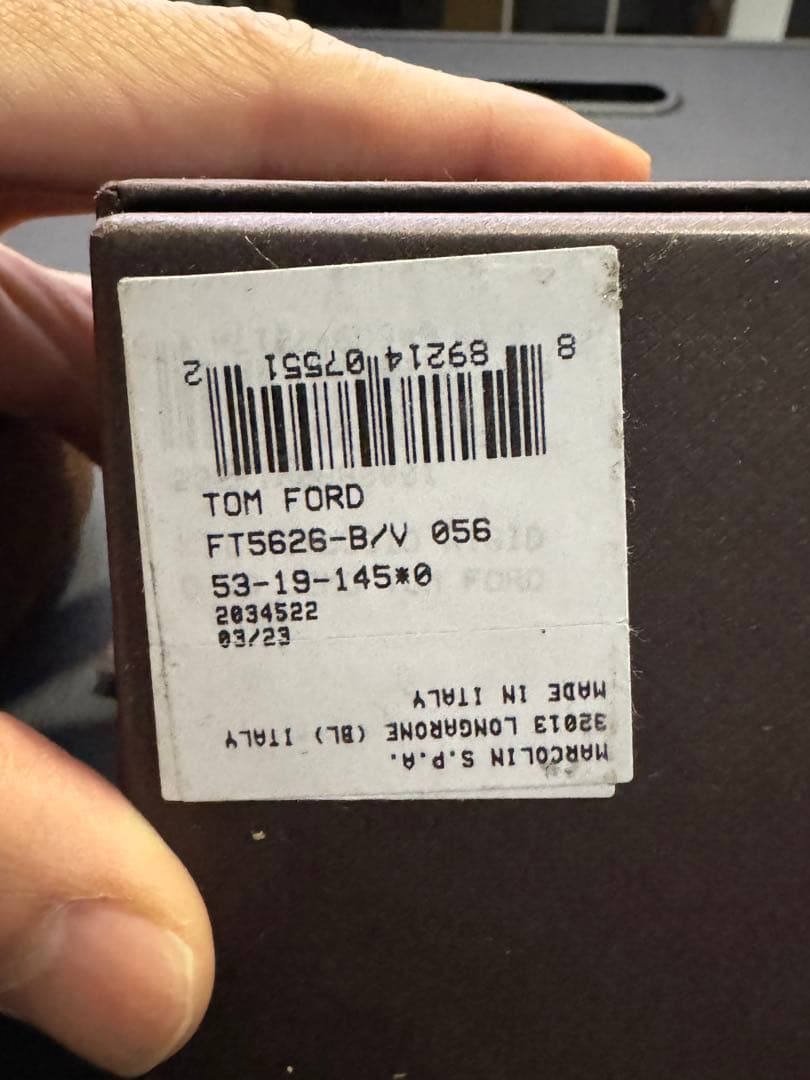 8 89214 07551 2
TOM FORD
FT5626-B/V 056
53-19-145*0
2034522
03/23
MARCOLIN S.P.A.
32013 LONGARONE (BL) ITALY
MADE IN ITALY